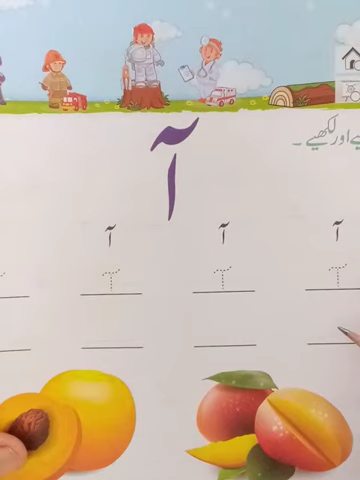 اور لکھیے ۔
آ
آ آ آ
آ آ آ